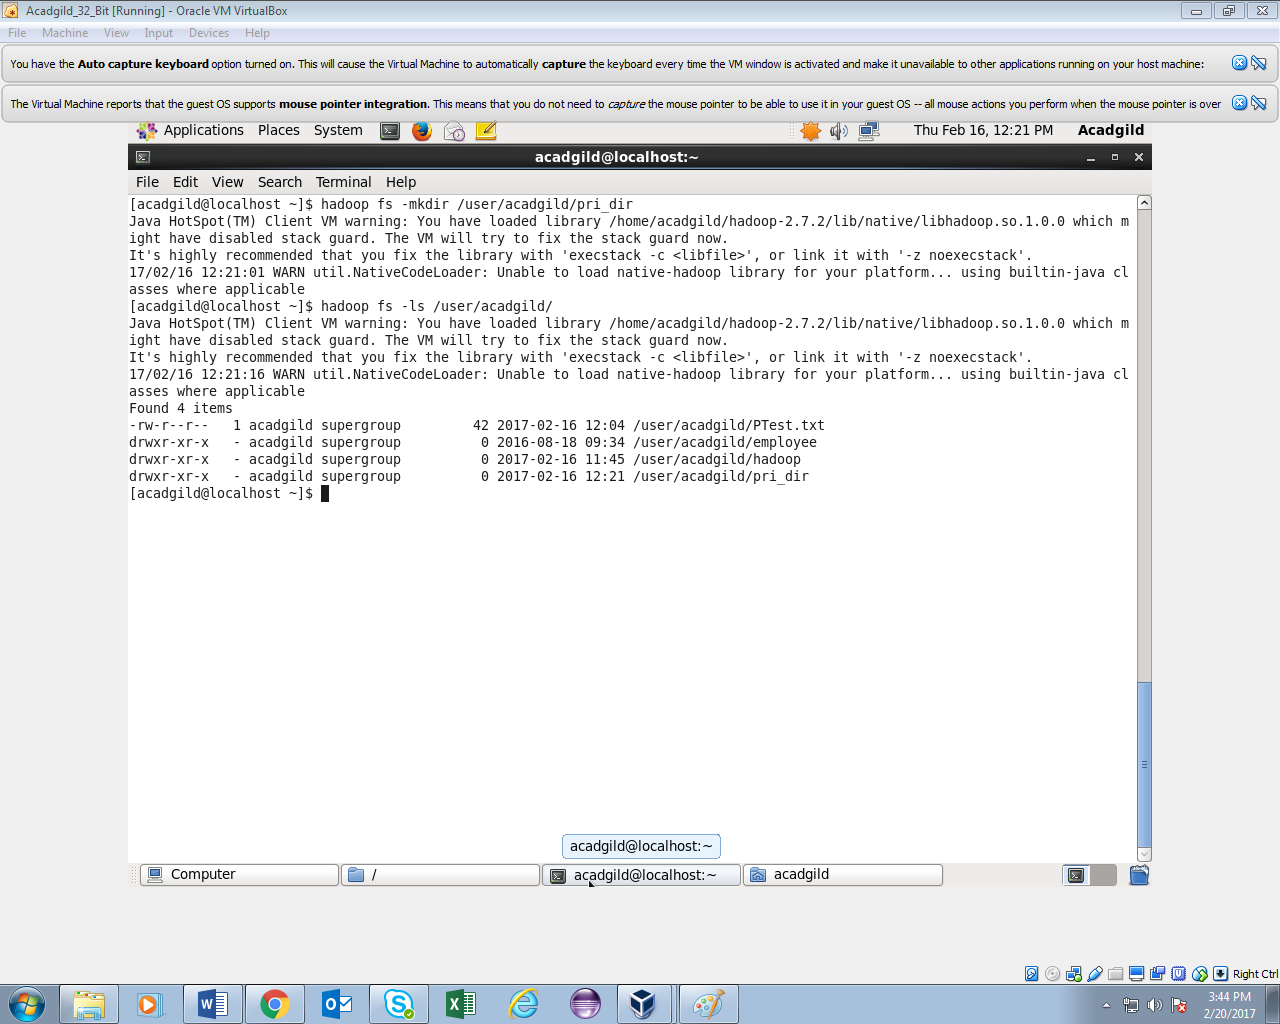 Acadgild_32_Bit [Running] - Oracle VM VirtualBox
File Machine View Input Devices Help
You have the Auto capture keyboard option turned on. This will cause the Virtual Machine to automatically capture the keyboard every time the VM window is activated and make it unavailable to other applications running on your host machine:
The Virtual Machine reports that the guest OS supports mouse pointer integration. This means that you do not need to capture the mouse pointer to be able to use it in your guest OS -- all mouse actions you perform when the mouse pointer is over
Applications Places System Thu Feb 16, 12:21 PM Acadgild
acadgild@localhost:~
File Edit View Search Terminal Help
[acadgild@localhost ~]$ hadoop fs -mkdir /user/acadgild/pri_dir
Java HotSpot(TM) Client VM warning: You have loaded library /home/acadgild/hadoop-2.7.2/lib/native/libhadoop.so.1.0.0 which m
ight have disabled stack guard. The VM will try to fix the stack guard now.
It's highly recommended that you fix the library with 'execstack -c <libfile>', or link it with '-z noexecstack'.
17/02/16 12:21:01 WARN util.NativeCodeLoader: Unable to load native-hadoop library for your platform... using builtin-java cl
asses where applicable
[acadgild@localhost ~]$ hadoop fs -ls /user/acadgild/
Java HotSpot(TM) Client VM warning: You have loaded library /home/acadgild/hadoop-2.7.2/lib/native/libhadoop.so.1.0.0 which m
ight have disabled stack guard. The VM will try to fix the stack guard now.
It's highly recommended that you fix the library with 'execstack -c <libfile>', or link it with '-z noexecstack'.
17/02/16 12:21:16 WARN util.NativeCodeLoader: Unable to load native-hadoop library for your platform... using builtin-java cl
asses where applicable
Found 4 items
-rw-r--r--   1 acadgild supergroup         42 2017-02-16 12:04 /user/acadgild/PTest.txt
drwxr-xr-x   - acadgild supergroup          0 2016-08-18 09:34 /user/acadgild/employee
drwxr-xr-x   - acadgild supergroup          0 2017-02-16 11:45 /user/acadgild/hadoop
drwxr-xr-x   - acadgild supergroup          0 2017-02-16 12:21 /user/acadgild/pri_dir
[acadgild@localhost ~]$
acadgild@localhost:~
Computer / acadgild@localhost:~ acadgild
Right Ctrl
3:44 PM
2/20/2017